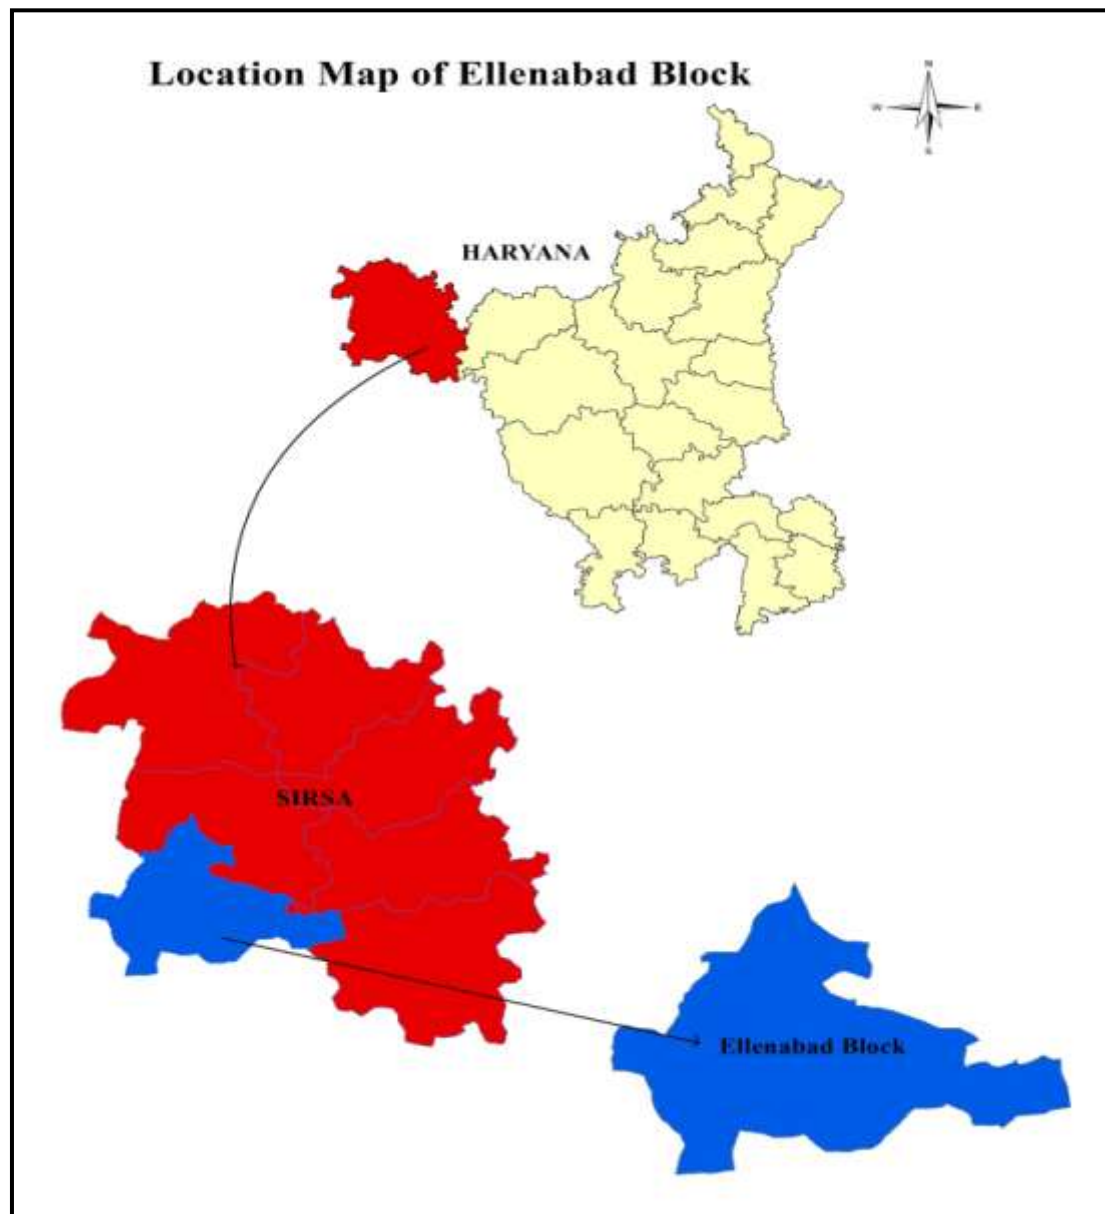 Location Map of Ellenabad Block
N
W E
S
HARYANA
SIRSA
Ellenabad Block